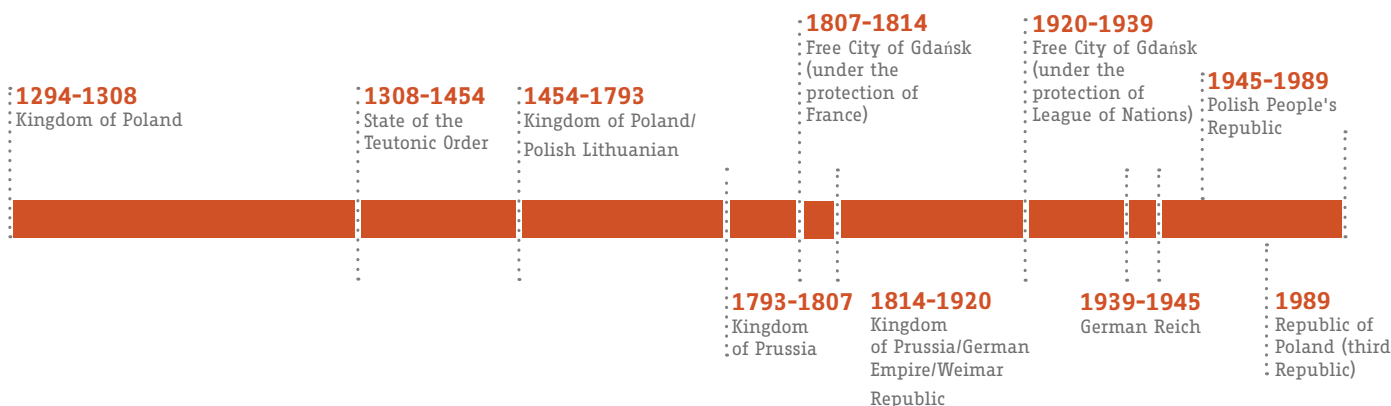 1294-1308
Kingdom of Poland
1308-1454
State of the
Teutonic Order
1454-1793
Kingdom of Poland/
Polish Lithuanian
1793-1807
Kingdom
of Prussia
1807-1814
Free City of Gdańsk
(under the
protection of
France)
1814-1920
Kingdom
of Prussia/German
Empire/Weimar
Republic
1920-1939
Free City of Gdańsk
(under the
protection of
League of Nations)
1939-1945
German Reich
1945-1989
Polish People's
Republic
1989
Republic of
Poland (third
Republic)